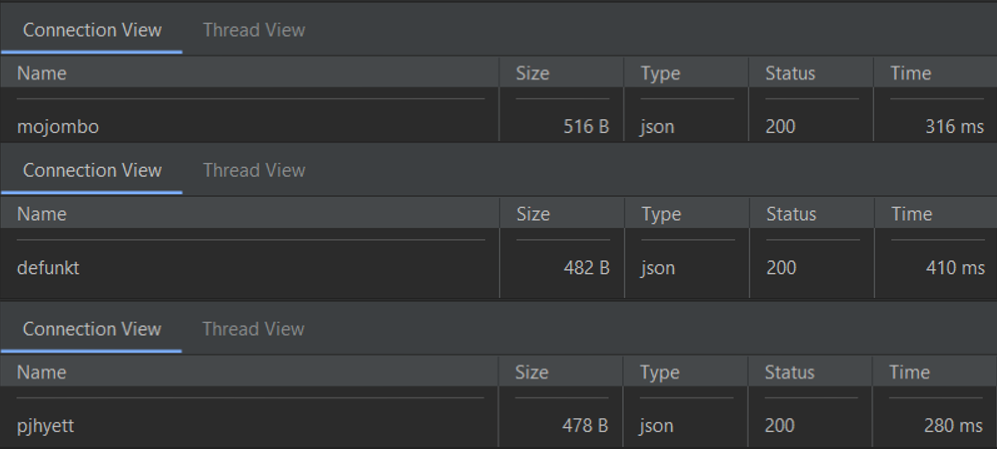 Connection View Thread View
Name Size Type Status Time
mojombo 516 B json 200 316 ms
Connection View Thread View
Name Size Type Status Time
defunkt 482 B json 200 410 ms
Connection View Thread View
Name Size Type Status Time
pjhyett 478 B json 200 280 ms